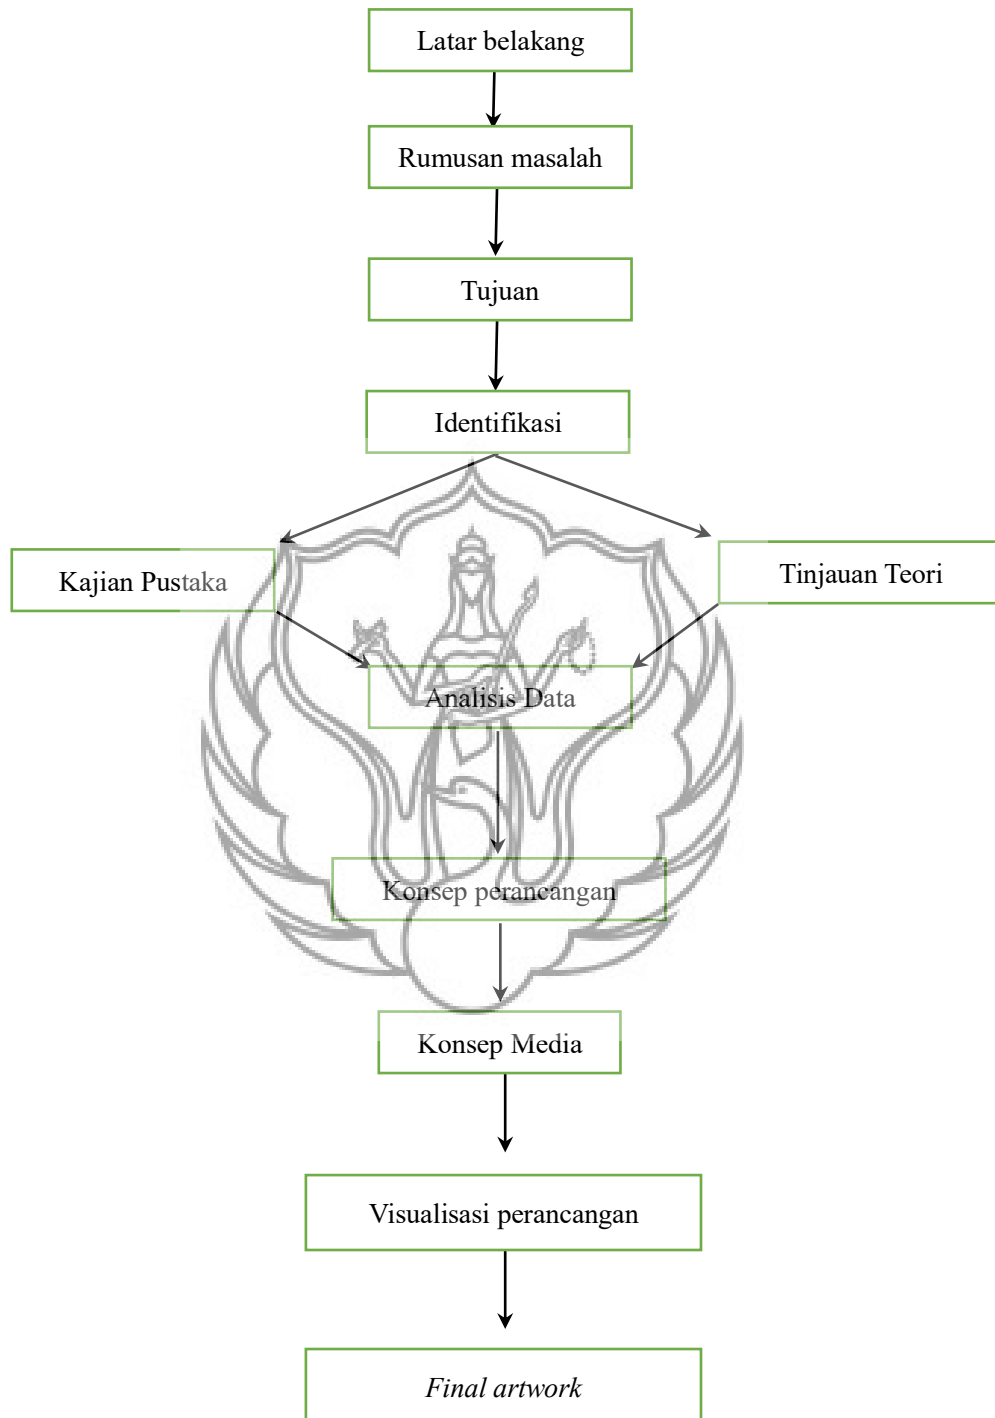 Latar belakang
Rumusan masalah
Tujuan
Identifikasi
Kajian Pustaka
Tinjauan Teori
Analisis Data
Konsep perancangan
Konsep Media
Visualisasi perancangan
Final artwork